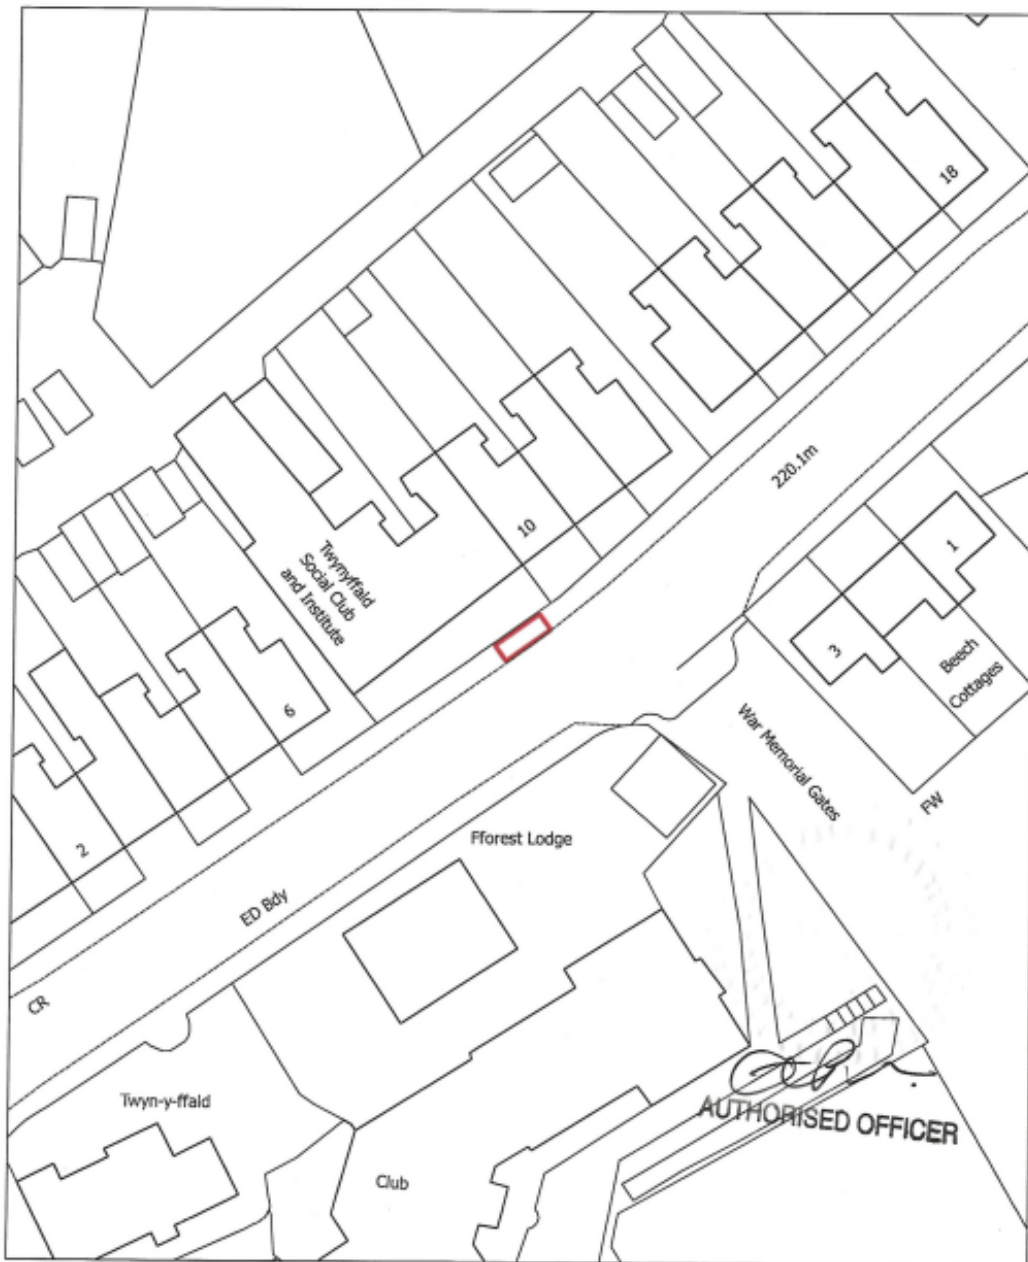 18
220.1m
10
1
Twynyffald
Social Club
and Institute
3
Beech
Cottages
6
War Memorial Gates
FW
2
Fforest Lodge
ED Bdy
CR
Twyn-y-ffald
AUTHORISED OFFICER
Club